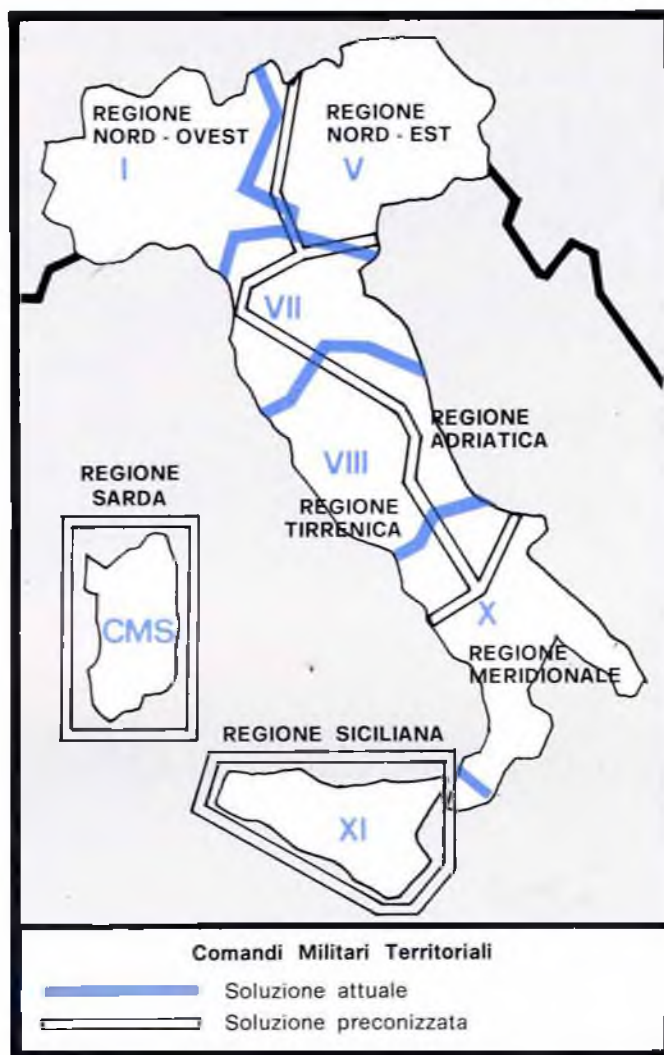 REGIONE
NORD - OVEST
I
REGIONE
NORD - EST
V
VII
REGIONE
ADRIATICA
VIII
REGIONE
TIRRENICA
REGIONE
SARDA
CMS
X
REGIONE
MERIDIONALE
REGIONE SICILIANA
XI
Comandi Militari Territoriali
Soluzione attuale
Soluzione preconizzata